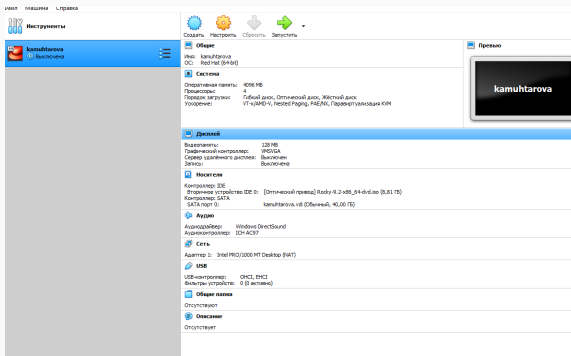 Файл Машина Справка
Инструменты
Создать Настроить Сбросить Запустить
kamuhtarova
Выключена
Общие
Имя: kamuhtarova
ОС: Red Hat (64-bit)
Превью
kamuhtarova
Система
Оперативная память: 4096 МБ
Процессоры: 4
Порядок загрузки: Гибкий диск, Оптический диск, Жёсткий диск
Ускорение: VT-x/AMD-V, Nested Paging, PAE/NX, Паравиртуализация KVM
Дисплей
Видеопамять: 128 МБ
Графический контроллер: VMSVGA
Сервер удалённого дисплея: Выключен
Запись: Выключена
Носители
Контроллер: IDE
Вторичное устройство IDE 0: [Оптический привод] Rocky-9.2-x86_64-dvd.iso (8,81 ГБ)
Контроллер: SATA
SATA порт 0: kamuhtarova.vdi (Обычный, 40,00 ГБ)
Аудио
Аудиодрайвер: Windows DirectSound
Аудиоконтроллер: ICH AC97
Сеть
Адаптер 1: Intel PRO/1000 MT Desktop (NAT)
USB
USB-контроллер: OHCI, EHCI
Фильтры устройств: 0 (0 активно)
Общие папки
Отсутствуют
Описание
Отсутствует